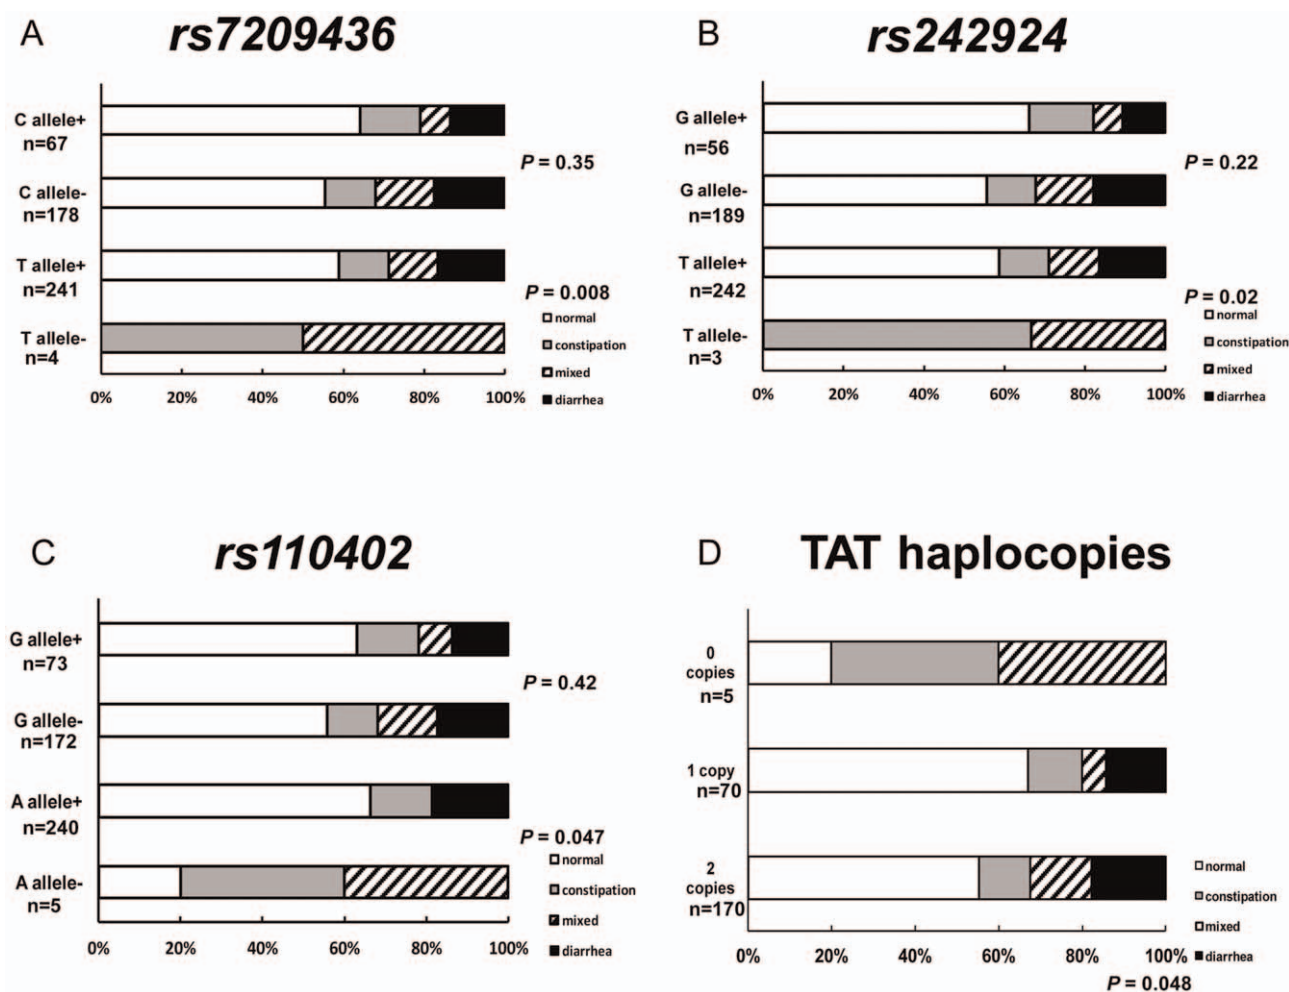 A rs7209436
C allele+
n=67
P = 0.35
C allele-
n=178
T allele+
n=241
P = 0.008
T allele-
n=4
0% 20% 40% 60% 80% 100%
normal
constipation
mixed
diarrhea
B rs242924
G allele+
n=56
P = 0.22
G allele-
n=189
T allele+
n=242
P = 0.02
T allele-
n=3
0% 20% 40% 60% 80% 100%
normal
constipation
mixed
diarrhea
C rs110402
G allele+
n=73
P = 0.42
G allele-
n=172
A allele+
n=240
P = 0.047
A allele-
n=5
0% 20% 40% 60% 80% 100%
normal
constipation
mixed
diarrhea
D TAT haplocopies
0
copies
n=5
1 copy
n=70
2
copies
n=170
0% 20% 40% 60% 80% 100%
normal
constipation
mixed
diarrhea
P = 0.048